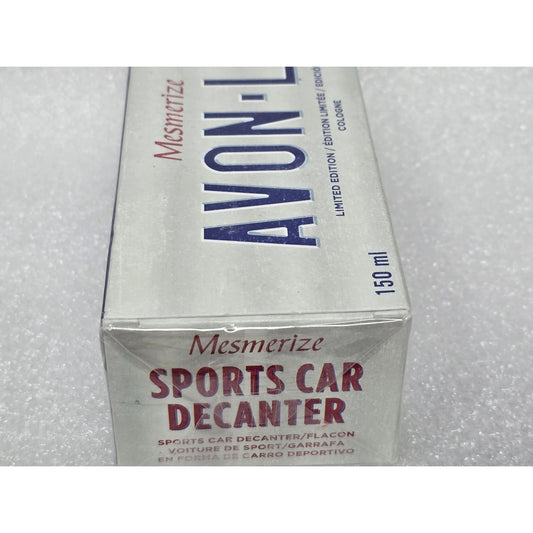 Mesmerize
AVON-L
LIMITED EDITION / ÉDITION LIMITÉE / EDICIÓ
COLOGNE
150 ml
Mesmerize
SPORTS CAR
DECANTER
SPORTS CAR DECANTER/FLACON
VOITURE DE SPORT/GARRAFA
EN FORMA DE CARRO DEPORTIVO